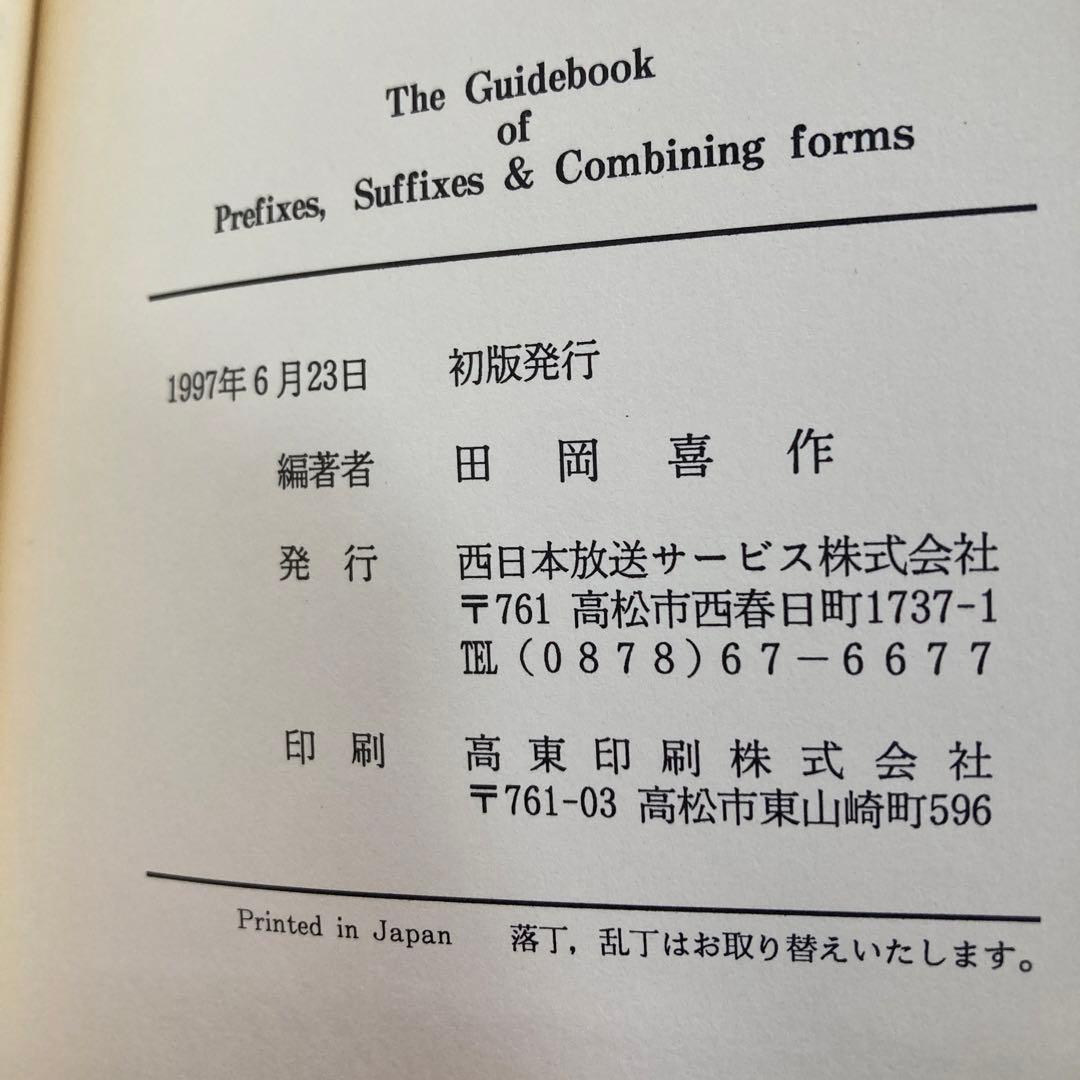 The Guidebook
of
Prefixes, Suffixes & Combining forms
1997年6月23日 初版発行
編著者 田岡喜作
発行 西日本放送サービス株式会社
〒761 高松市西春日町1737-1
TEL(0878)67-6677
印刷 高東印刷株式会社
〒761-03 高松市東山崎町596
Printed in Japan 落丁,乱丁はお取り替えいたします。